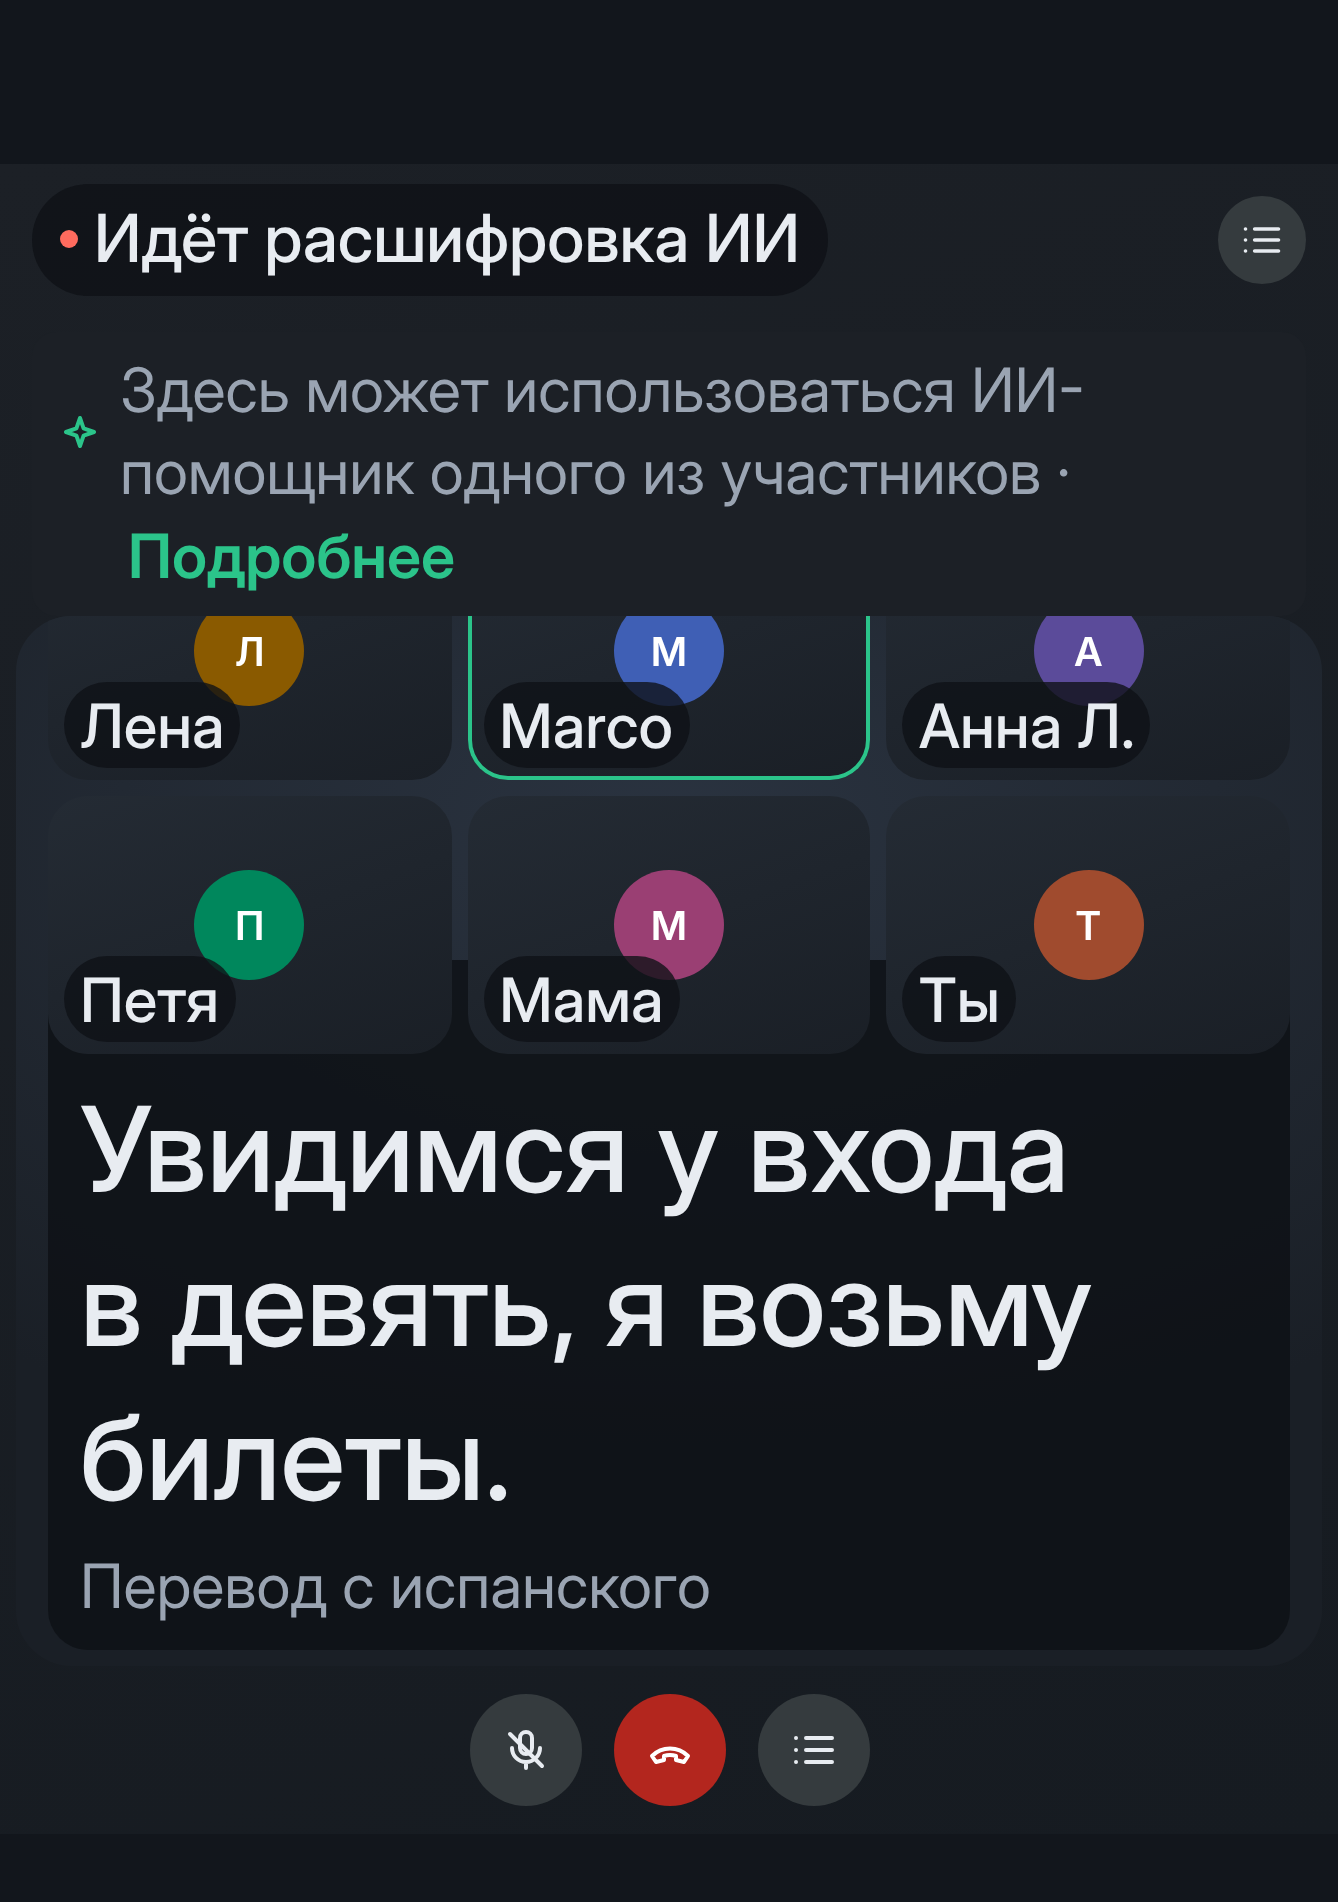 Идёт расшифровка ИИ
Здесь может использоваться ИИ-
помощник одного из участников ·
Подробнее
Л
М
А
Лена
Marco
Анна Л.
П
М
Т
Петя
Мама
Ты
Увидимся у входа
в девять, я возьму
билеты.
Перевод с испанского